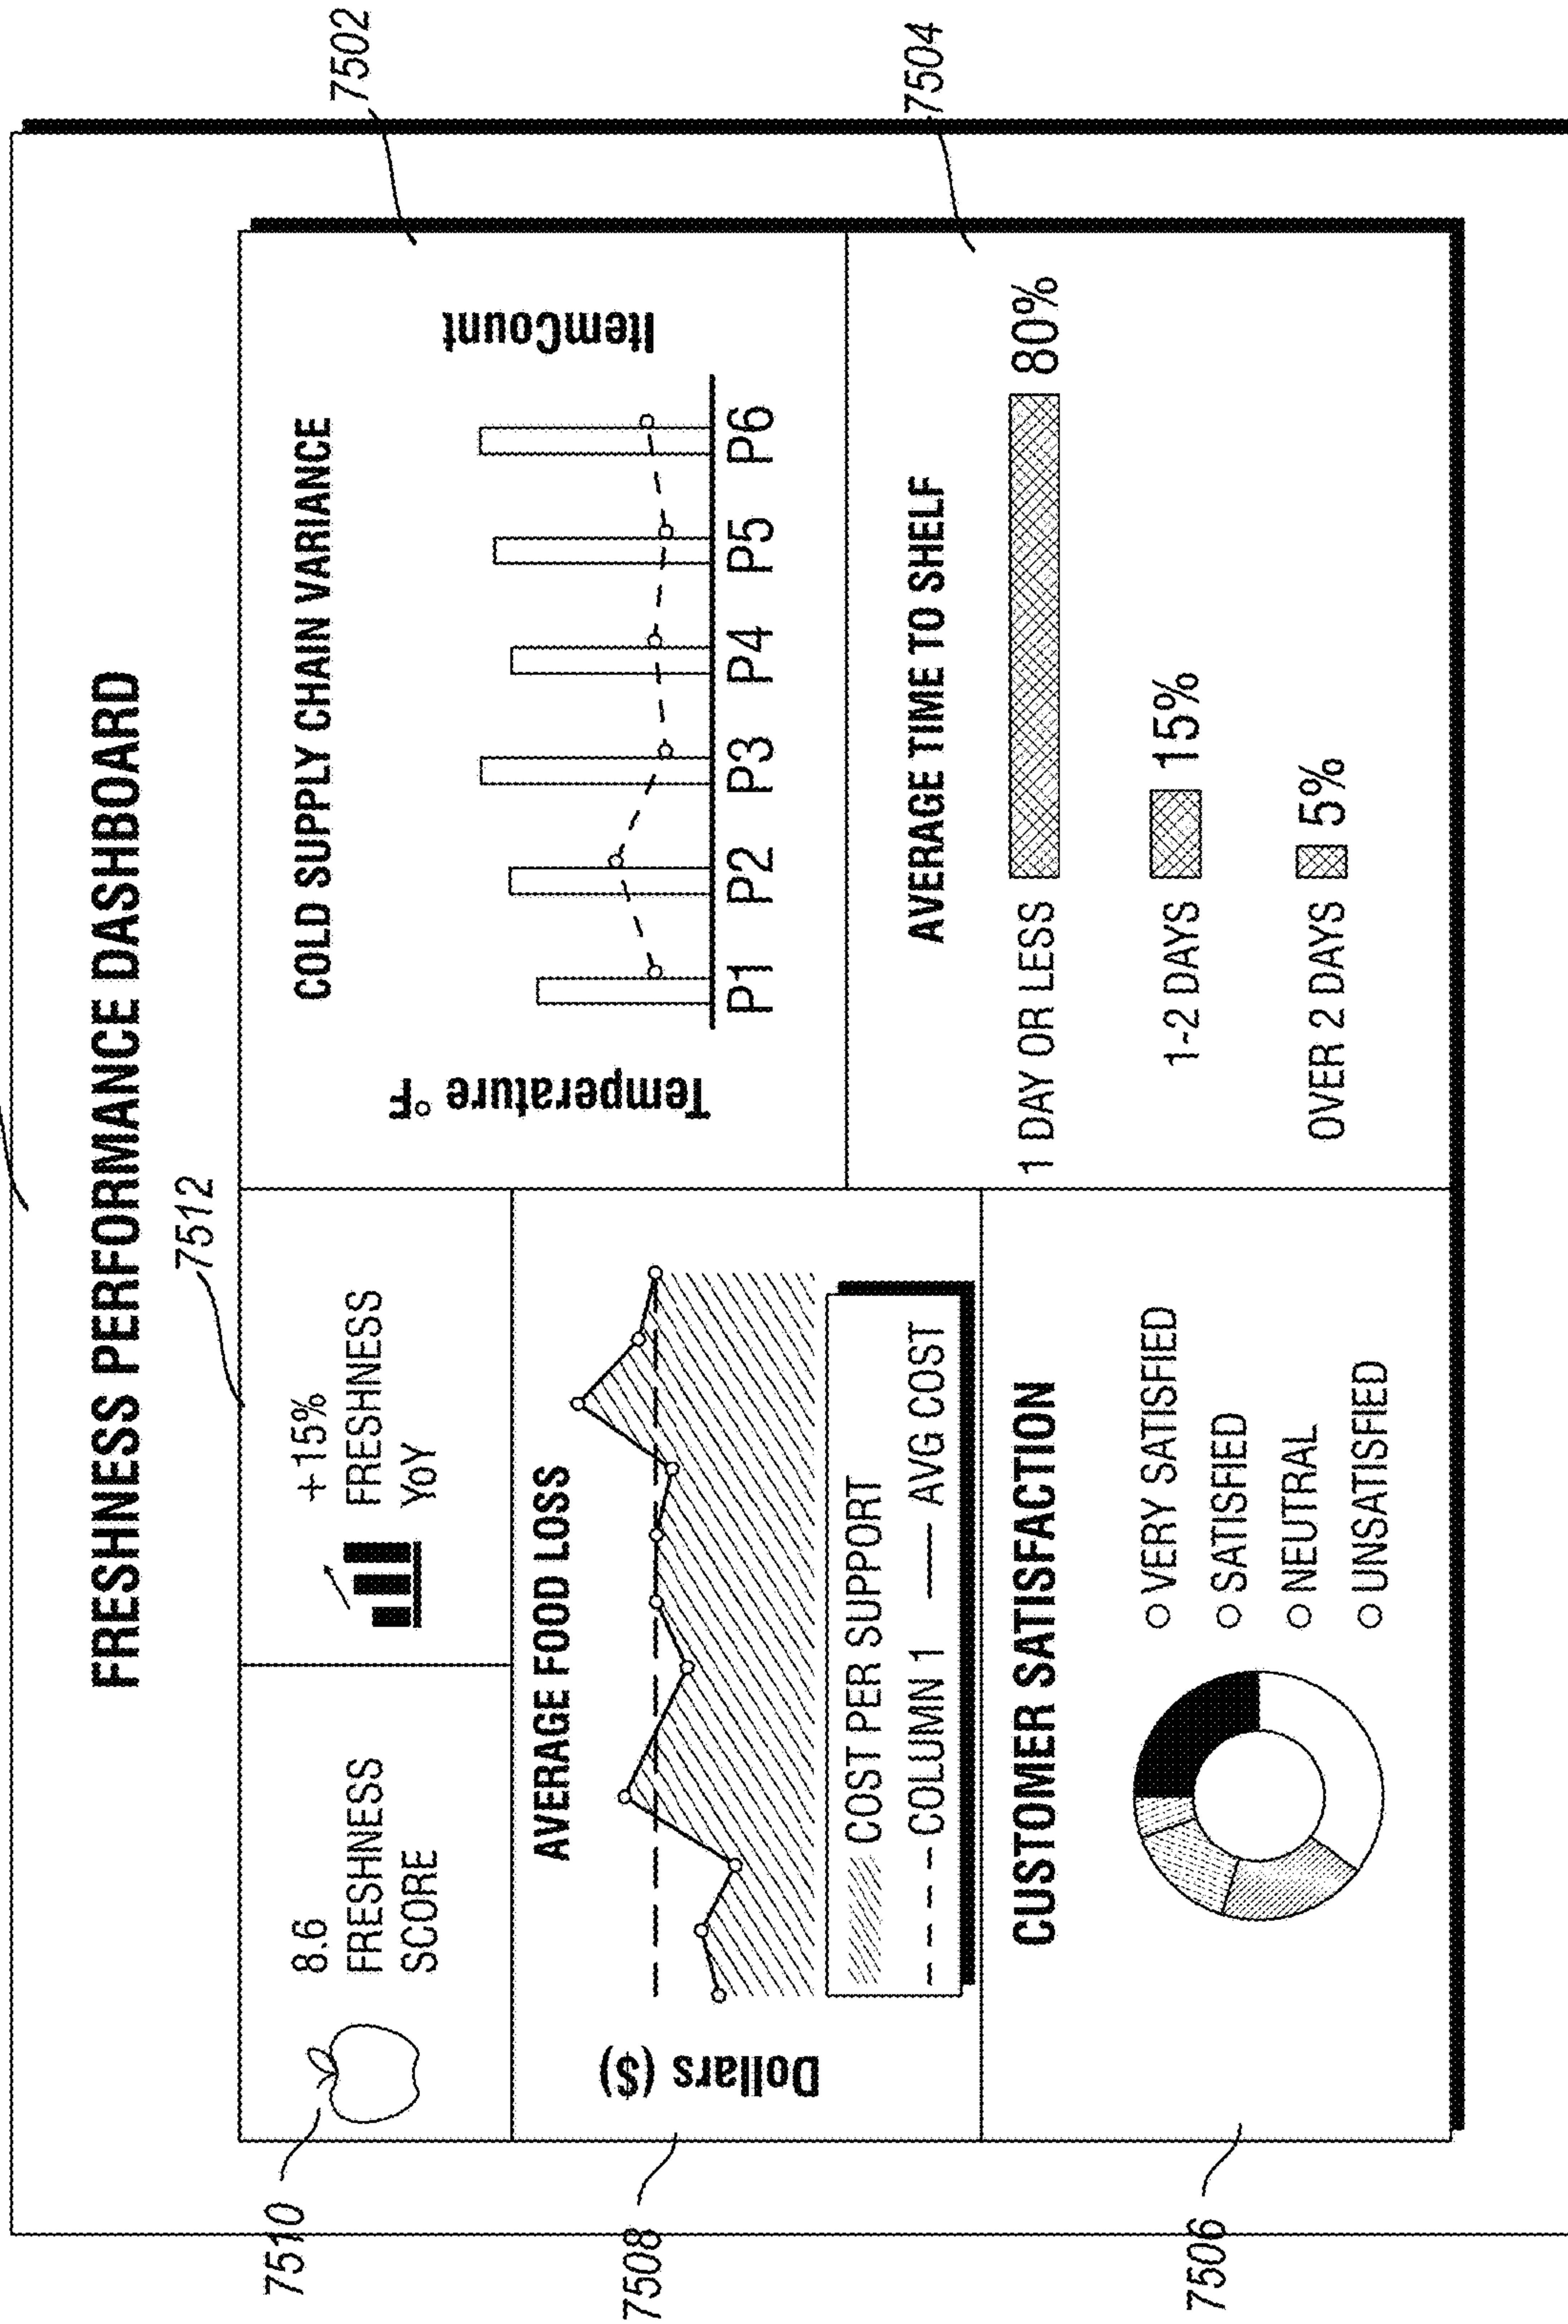 FRESHNESS PERFORMANCE DASHBOARD
7512
7510
8.6
FRESHNESS
SCORE
+15%
FRESHNESS
YoY
7508
AVERAGE FOOD LOSS
Dollars ($)
COST PER SUPPORT
COLUMN 1
AVG COST
7506
CUSTOMER SATISFACTION
VERY SATISFIED
SATISFIED
NEUTRAL
UNSATISFIED
7502
COLD SUPPLY CHAIN VARIANCE
Temperature °F
ItemCount
P1 P2 P3 P4 P5 P6
7504
AVERAGE TIME TO SHELF
1 DAY OR LESS 80%
1-2 DAYS 15%
OVER 2 DAYS 5%